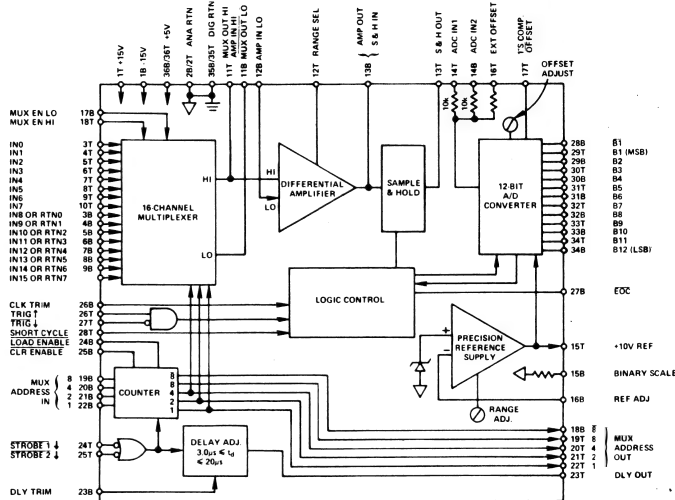 1T +15V
1B -15V
36B/36T +5V
2B/2T ANA RTN
35B/35T DIG RTN
MUX OUT HI
11T AMP IN HI
11B MUX OUT LO
12B AMP IN LO
12T RANGE SEL
13B { AMP OUT
S & H IN
13T S & H OUT
14T ADC IN1
14B ADC IN2
16T EXT OFFSET
17T 1'S COMP
OFFSET
OFFSET
ADJUST
10k
10k
MUX EN LO 17B
MUX EN HI 18T
IN0 3T
IN1 4T
IN2 5T
IN3 6T
IN4 7T
IN5 8T
IN6 9T
IN7 10T
IN8 OR RTN0 3B
IN9 OR RTN1 4B
IN10 OR RTN2 5B
IN11 OR RTN3 6B
IN12 OR RTN4 7B
IN13 OR RTN5 8B
IN14 OR RTN6 9B
IN15 OR RTN7
16-CHANNEL
MULTIPLEXER
HI
LO
HI
LO
DIFFERENTIAL
AMPLIFIER
SAMPLE
& HOLD
12-BIT
A/D
CONVERTER
28B B̅1̅
29T B1 (MSB)
29B B2
30T B3
30B B4
31T B5
31B B6
32T B7
32B B8
33T B9
33B B10
34T B11
34B B12 (LSB)
LOGIC CONTROL
27B E̅O̅C̅
CLK TRIM 26B
TRIG ↑ 26T
T̅R̅I̅G̅ ↓ 27T
S̅H̅O̅R̅T̅ C̅Y̅C̅L̅E̅ 28T
L̅O̅A̅D̅ E̅N̅A̅B̅L̅E̅ 24B
C̅L̅R̅ E̅N̅A̅B̅L̅E̅ 25B
+
-
PRECISION
REFERENCE
SUPPLY
RANGE
ADJ.
15T +10V REF
15B BINARY SCALE
16B REF ADJ
MUX
ADDRESS
IN
8 19B
4 20B
2 21B
1 22B
COUNTER
8̅
8
4
2
1
18B 8̅
19T 8
20T 4
21T 2
22T 1
MUX
ADDRESS
OUT
23T DLY OUT
S̅T̅R̅O̅B̅E̅ 1̅ ↓ 24T
S̅T̅R̅O̅B̅E̅ 2̅ ↓ 25T
DELAY ADJ.
3.0μs ≤ td
≤ 20μs
DLY TRIM 23B